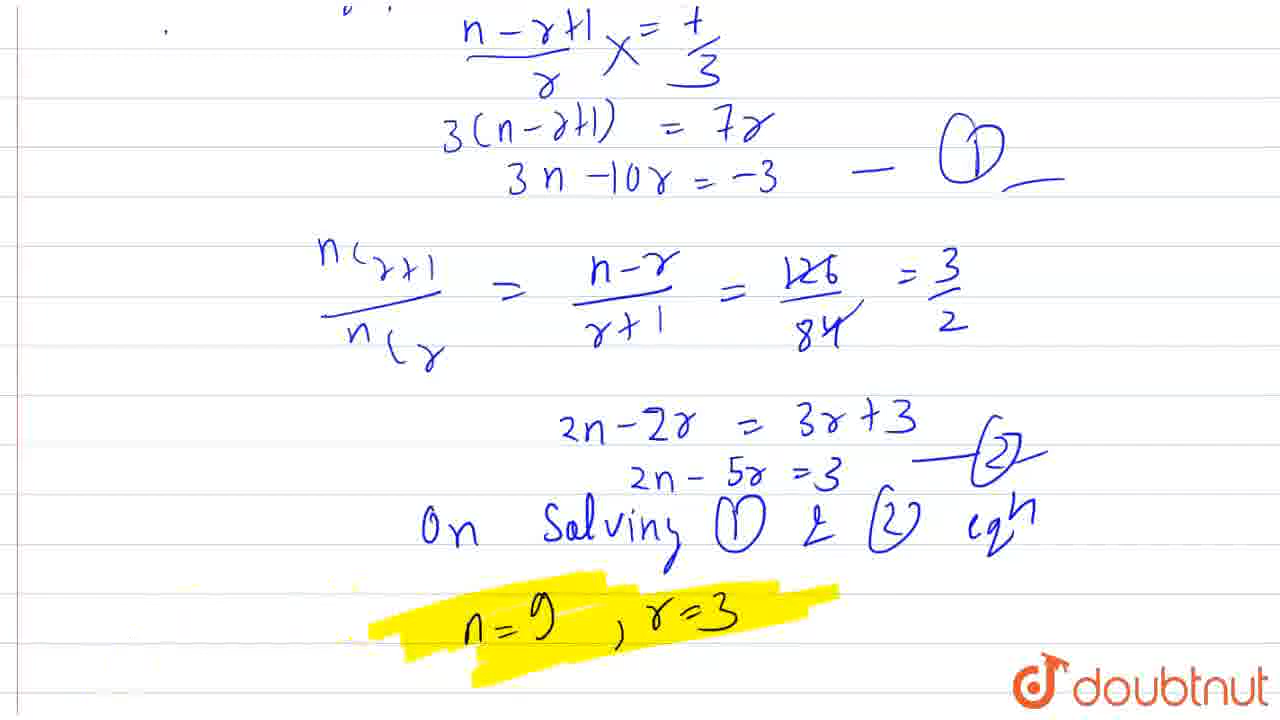 n-r+1/r = 7/3
3(n-r+1) = 7r
3n -10r = -3 — ①
nCr+1/nCr = n-r/r+1 = 126/84 = 3/2
2n-2r = 3r+3
2n - 5r = 3 — ②
On Solving ① & ② eqn
n=9 , r=3
doubtnut